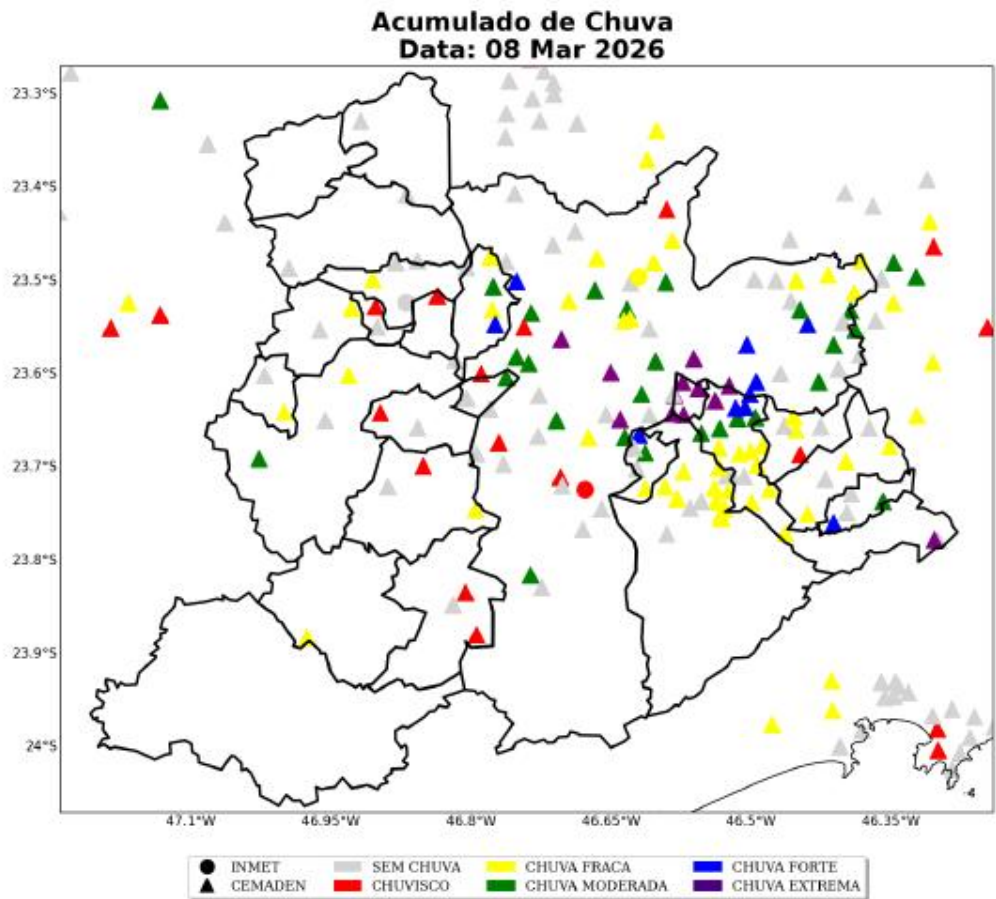 Acumulado de Chuva
Data: 08 Mar 2026
23.3°S
23.4°S
23.5°S
23.6°S
23.7°S
23.8°S
23.9°S
24°S
-4
47.1°W 46.95°W 46.8°W 46.65°W 46.5°W 46.35°W
INMET SEM CHUVA CHUVA FRACA CHUVA FORTE
CEMADEN CHUVISCO CHUVA MODERADA CHUVA EXTREMA